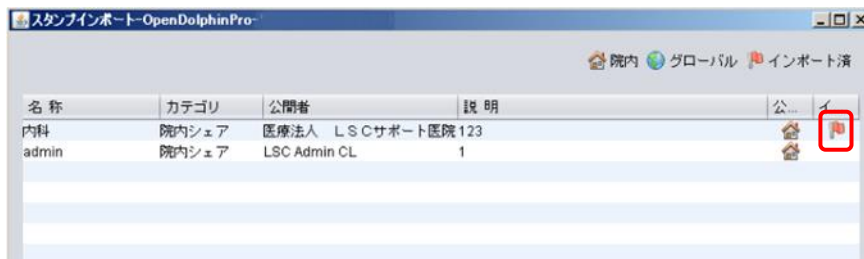 スタンプインポート-OpenDolphinPro-
院内 グローバル インポート済
名 称 カテゴリ 公開者 説 明 公... イ...
内科 院内シェア 医療法人 LSCサポート医院 123
admin 院内シェア LSC Admin CL 1